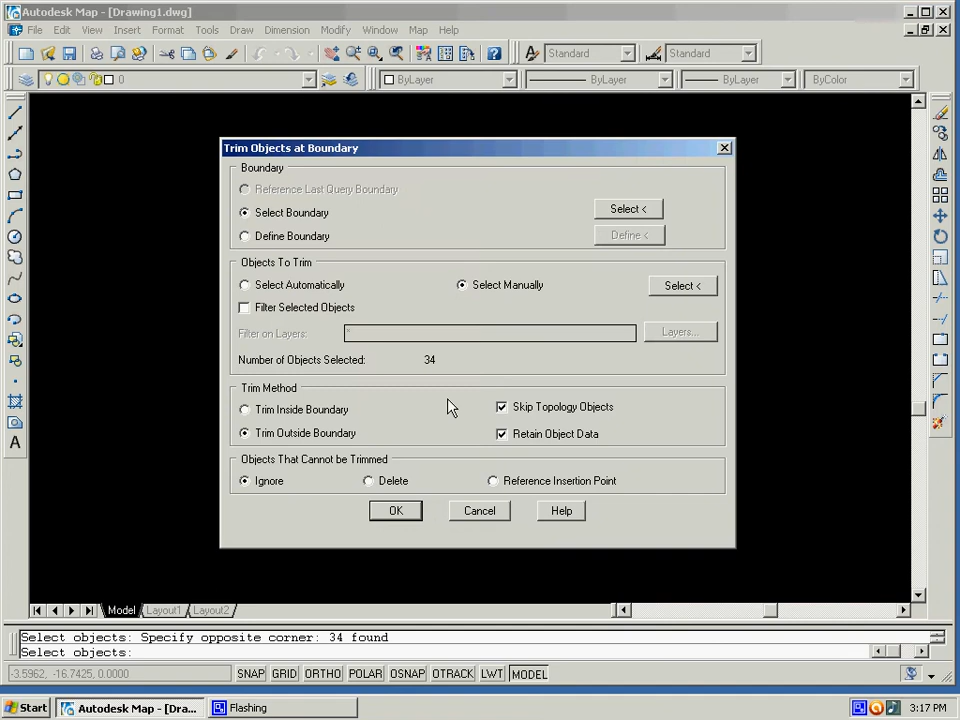 Autodesk Map - [Drawing1.dwg]
File Edit View Insert Format Tools Draw Dimension Modify Window Map Help
Standard Standard
0 ByLayer ByLayer ByLayer ByColor
Trim Objects at Boundary
Boundary
Reference Last Query Boundary
Select Boundary Select <
Define Boundary Define <
Objects To Trim
Select Automatically Select Manually Select <
Filter Selected Objects
Filter on Layers: * Layers...
Number of Objects Selected: 34
Trim Method
Trim Inside Boundary Skip Topology Objects
Trim Outside Boundary Retain Object Data
Objects That Cannot be Trimmed
Ignore Delete Reference Insertion Point
OK Cancel Help
A
Model Layout1 Layout2
Select objects: Specify opposite corner: 34 found
Select objects:
-3.5962, -16.7425, 0.0000 SNAP GRID ORTHO POLAR OSNAP OTRACK LWT MODEL
Start Autodesk Map - [Dra... Flashing 3:17 PM